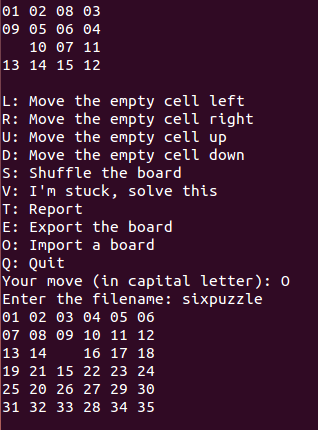 01 02 08 03
09 05 06 04
   10 07 11
13 14 15 12

L: Move the empty cell left
R: Move the empty cell right
U: Move the empty cell up
D: Move the empty cell down
S: Shuffle the board
V: I'm stuck, solve this
T: Report
E: Export the board
O: Import a board
Q: Quit
Your move (in capital letter): O
Enter the filename: sixpuzzle
01 02 03 04 05 06
07 08 09 10 11 12
13 14    16 17 18
19 21 15 22 23 24
25 20 26 27 29 30
31 32 33 28 34 35